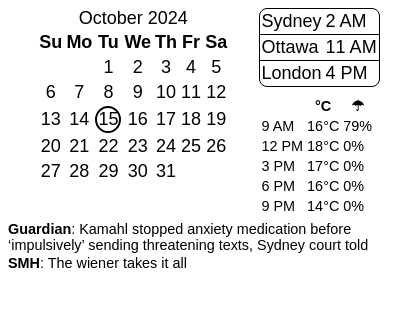 October 2024
Su Mo Tu We Th Fr Sa
1 2 3 4 5
6 7 8 9 10 11 12
13 14 15 16 17 18 19
20 21 22 23 24 25 26
27 28 29 30 31
Sydney 2 AM
Ottawa 11 AM
London 4 PM
°C ☂
9 AM 16°C 79%
12 PM 18°C 0%
3 PM 17°C 0%
6 PM 16°C 0%
9 PM 14°C 0%
Guardian: Kamahl stopped anxiety medication before
‘impulsively’ sending threatening texts, Sydney court told
SMH: The wiener takes it all